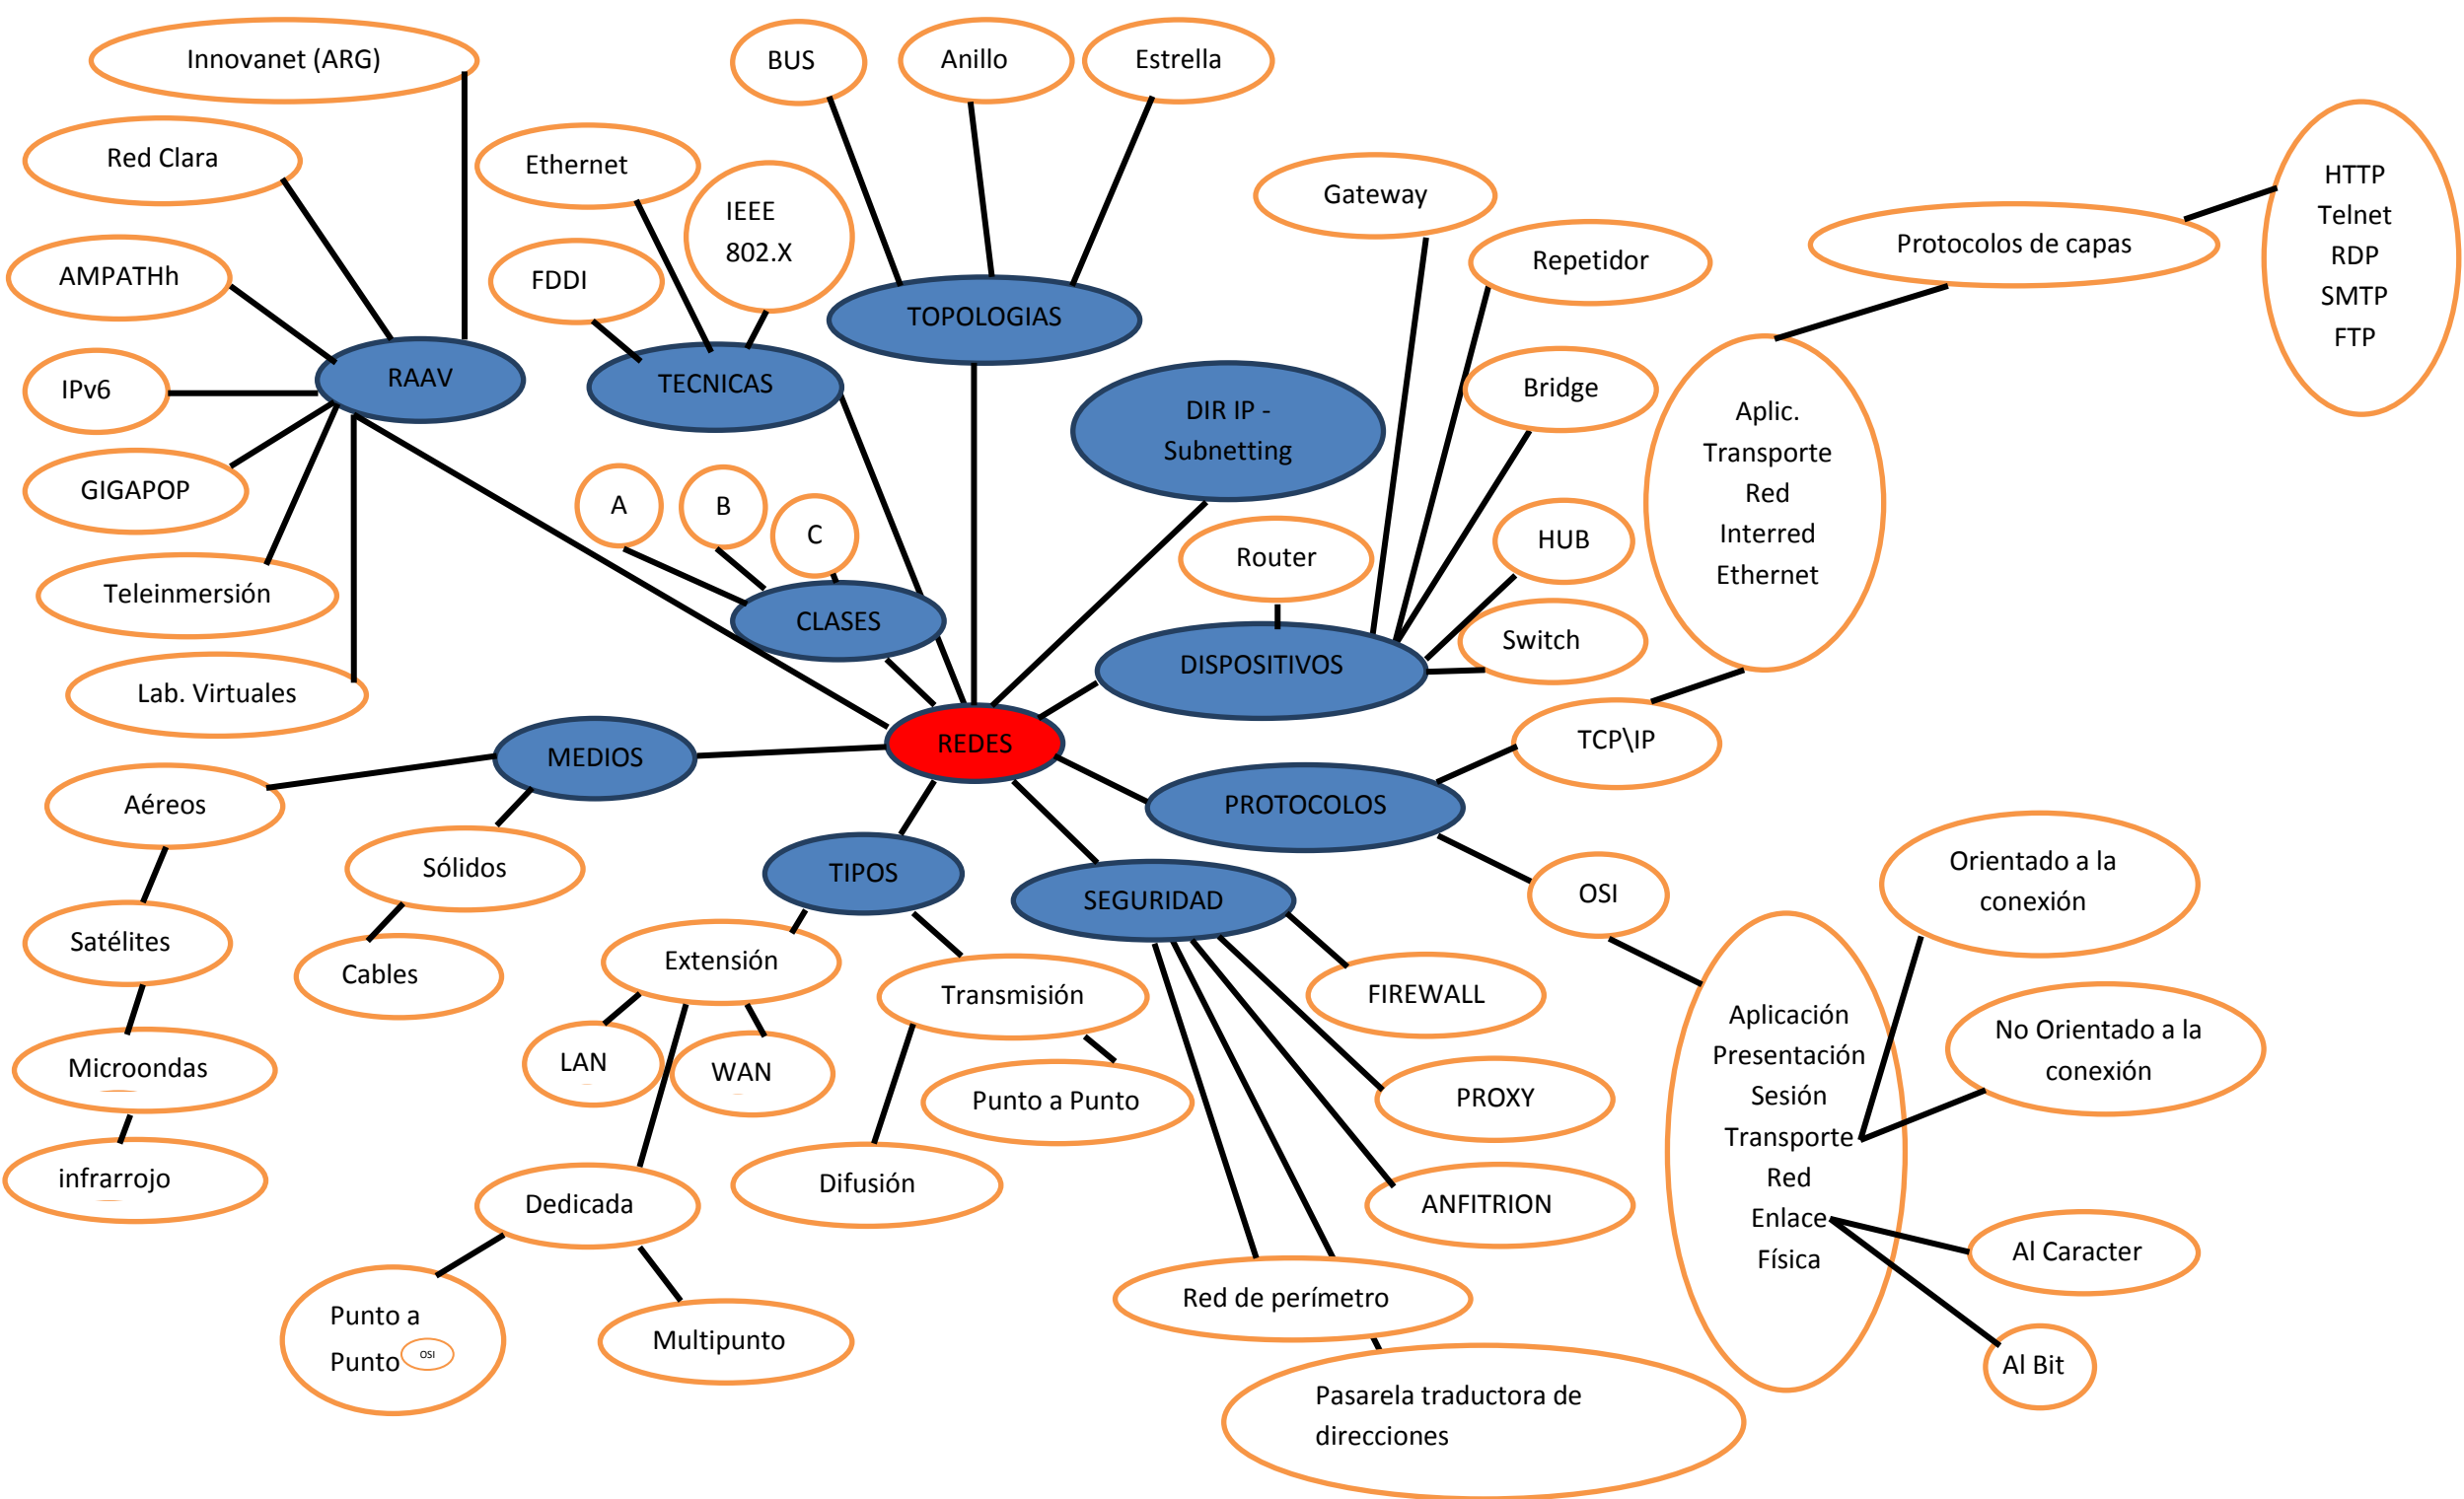 Innovanet (ARG)
BUS
Anillo
Estrella
Red Clara
Ethernet
IEEE
802.X
Gateway
Repetidor
Protocolos de capas
HTTP
Telnet
RDP
SMTP
FTP
AMPATHh
FDDI
TOPOLOGIAS
RAAV
TECNICAS
IPv6
DIR IP -
Subnetting
Bridge
Aplic.
Transporte
Red
Interred
Ethernet
GIGAPOP
A
B
C
Router
HUB
Teleinmersión
CLASES
DISPOSITIVOS
Switch
Lab. Virtuales
MEDIOS
REDES
TCP\IP
Aéreos
PROTOCOLOS
Sólidos
TIPOS
SEGURIDAD
OSI
Orientado a la
conexión
Satélites
Cables
Extensión
Transmisión
FIREWALL
Aplicación
Presentación
Sesión
Transporte
Red
Enlace
Física
No Orientado a la
conexión
Microondas
LAN
WAN
Punto a Punto
PROXY
infrarrojo
Dedicada
Difusión
ANFITRION
Al Caracter
Punto a
Punto
OSI
Multipunto
Red de perímetro
Al Bit
Pasarela traductora de
direcciones